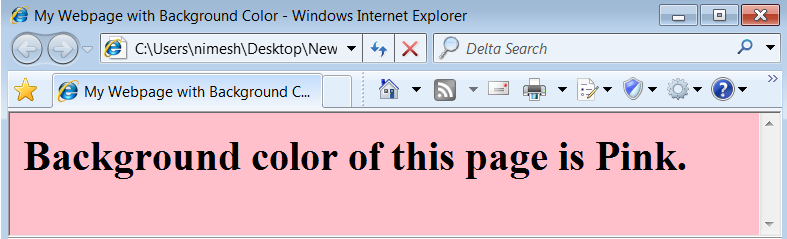 My Webpage with Background Color - Windows Internet Explorer
C:\Users\nimesh\Desktop\New
Delta Search
My Webpage with Background C...
Background color of this page is Pink.